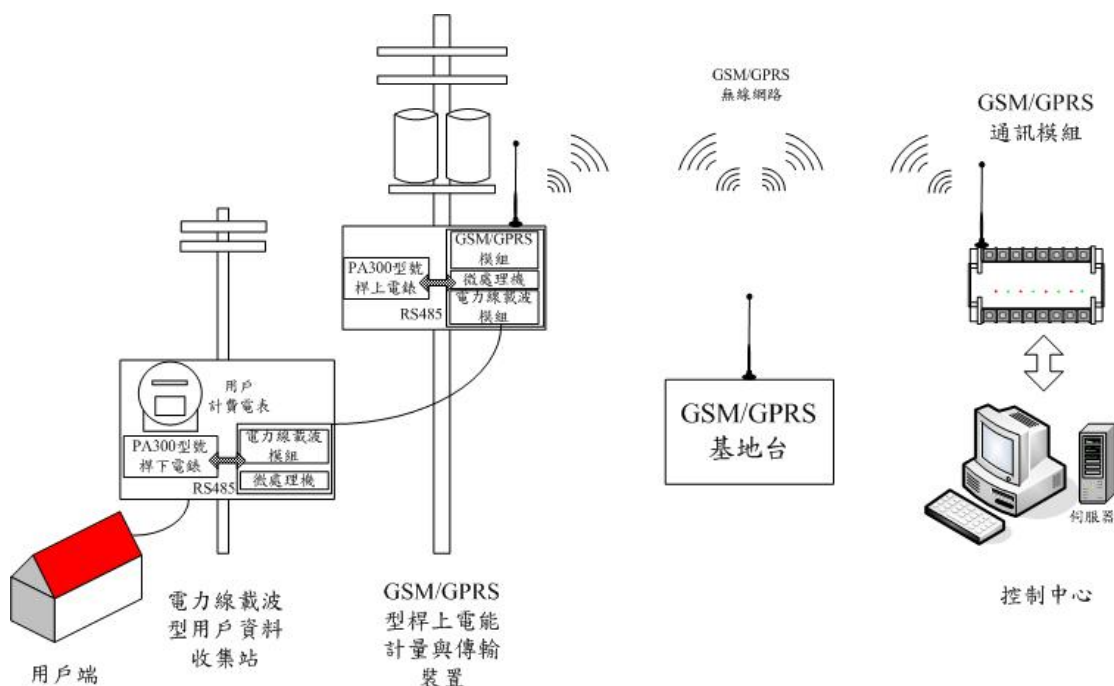 GSM/GPRS
無線網路
GSM/GPRS
通訊模組
GSM/GPRS
模組
PA300型號
桿上電錶
微處理機
電力線載波
模組
RS485
用戶
計費電表
PA300型號
桿下電錶
電力線載波
模組
RS485
微處理機
GSM/GPRS
基地台
伺服器
用戶端
電力線載波
型用戶資料
收集站
GSM/GPRS
型桿上電能
計量與傳輸
裝置
控制中心